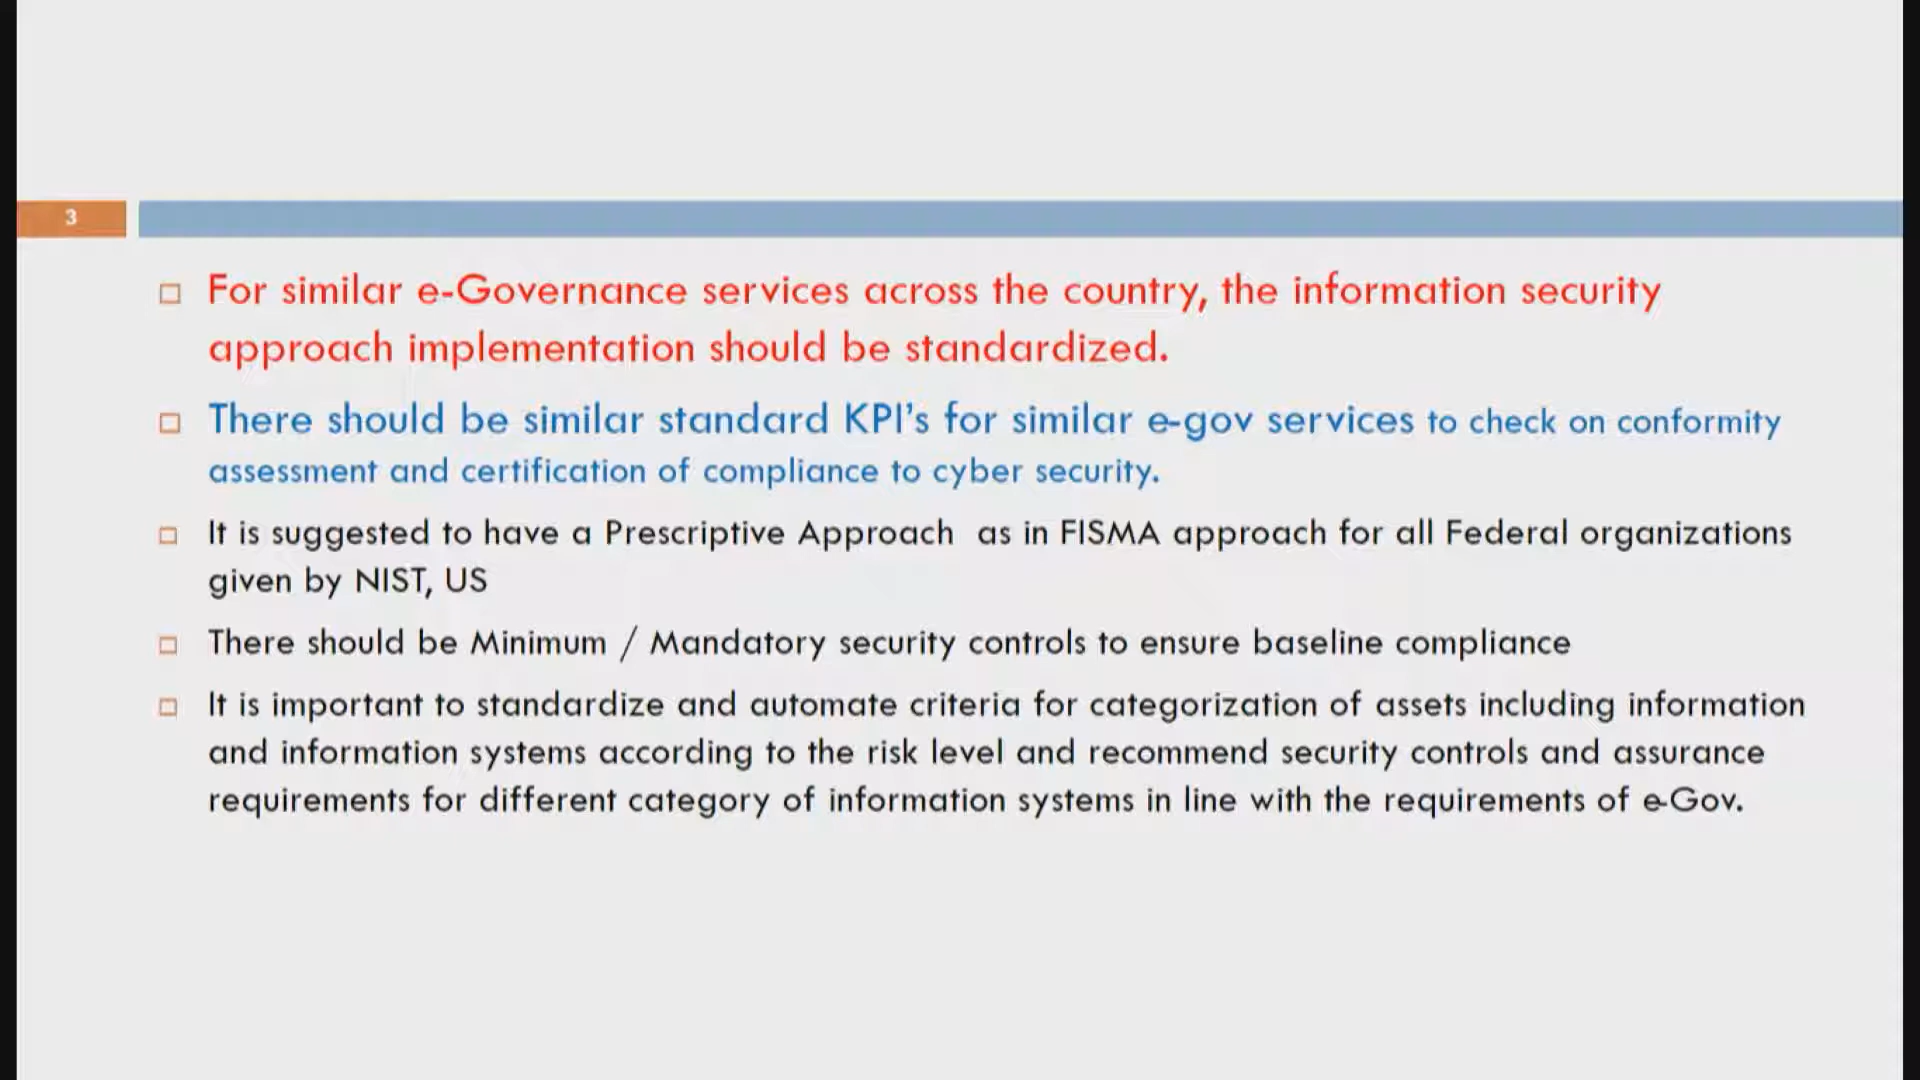 3
For similar e-Governance services across the country, the information security
approach implementation should be standardized.
There should be similar standard KPI's for similar e-gov services to check on conformity
assessment and certification of compliance to cyber security.
It is suggested to have a Prescriptive Approach  as in FISMA approach for all Federal organizations
given by NIST, US
There should be Minimum / Mandatory security controls to ensure baseline compliance
It is important to standardize and automate criteria for categorization of assets including information
and information systems according to the risk level and recommend security controls and assurance
requirements for different category of information systems in line with the requirements of e-Gov.